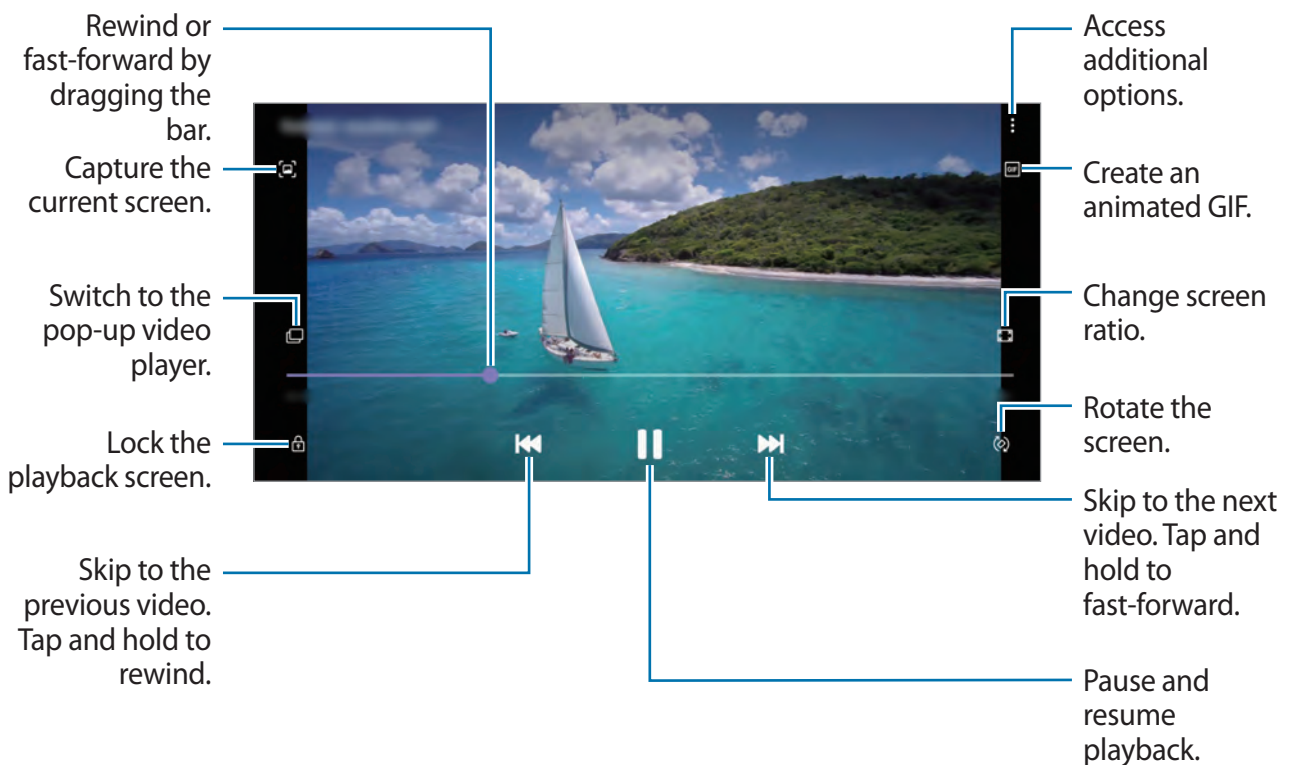 Rewind or
fast-forward by
dragging the
bar.
Capture the
current screen.
Switch to the
pop-up video
player.
Lock the
playback screen.
Skip to the
previous video.
Tap and hold to
rewind.
Access
additional
options.
GIF
Create an
animated GIF.
Change screen
ratio.
Rotate the
screen.
Skip to the next
video. Tap and
hold to
fast-forward.
Pause and
resume
playback.